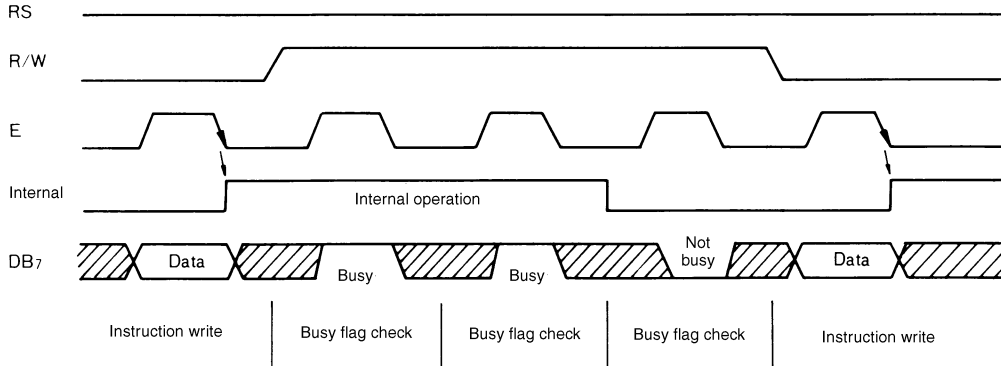 RS
R/W
E
Internal
Internal operation
DB7
Data
Busy
Busy
Not
busy
Data
Instruction write
Busy flag check
Busy flag check
Busy flag check
Instruction write